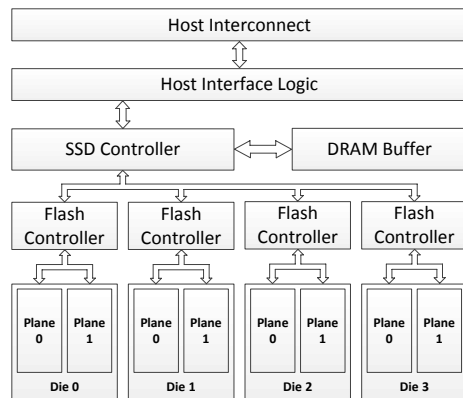 Host Interconnect
Host Interface Logic
SSD Controller
DRAM Buffer
Flash
Controller
Flash
Controller
Flash
Controller
Flash
Controller
Plane
0
Plane
1
Die 0
Plane
0
Plane
1
Die 1
Plane
0
Plane
1
Die 2
Plane
0
Plane
1
Die 3